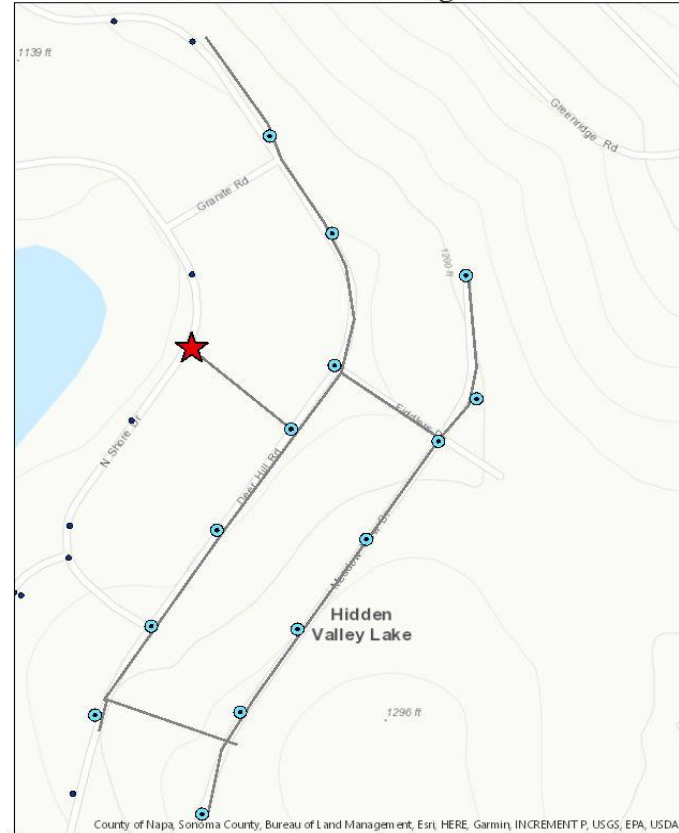 1139 ft
Greenridge Rd
Granite Rd
1200 ft
N Shore Dr
Deer Hill Rd
Meadow
Hidden
Valley Lake
1296 ft
County of Napa, Sonoma County, Bureau of Land Management, Esri, HERE, Garmin, INCREMENT P, USGS, EPA, USDA